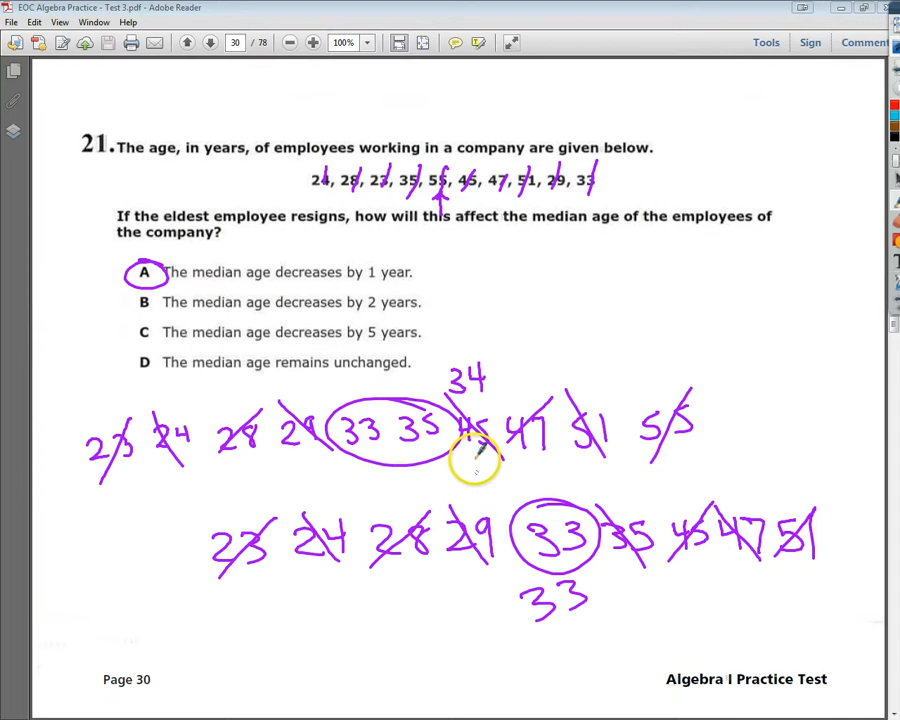 EOC Algebra Practice - Test 3.pdf - Adobe Reader
File Edit View Window Help
30 / 78 100% Tools Sign Comment
21. The age, in years, of employees working in a company are given below.
24, 28, 23, 35, 55, 45, 47, 51, 29, 33
If the eldest employee resigns, how will this affect the median age of the employees of
the company?
A The median age decreases by 1 year.
B The median age decreases by 2 years.
C The median age decreases by 5 years.
D The median age remains unchanged.
34
23 24 28 29 33 35 45 47 51 55
23 24 28 29 33 35 45 47 51
33
Page 30 Algebra I Practice Test